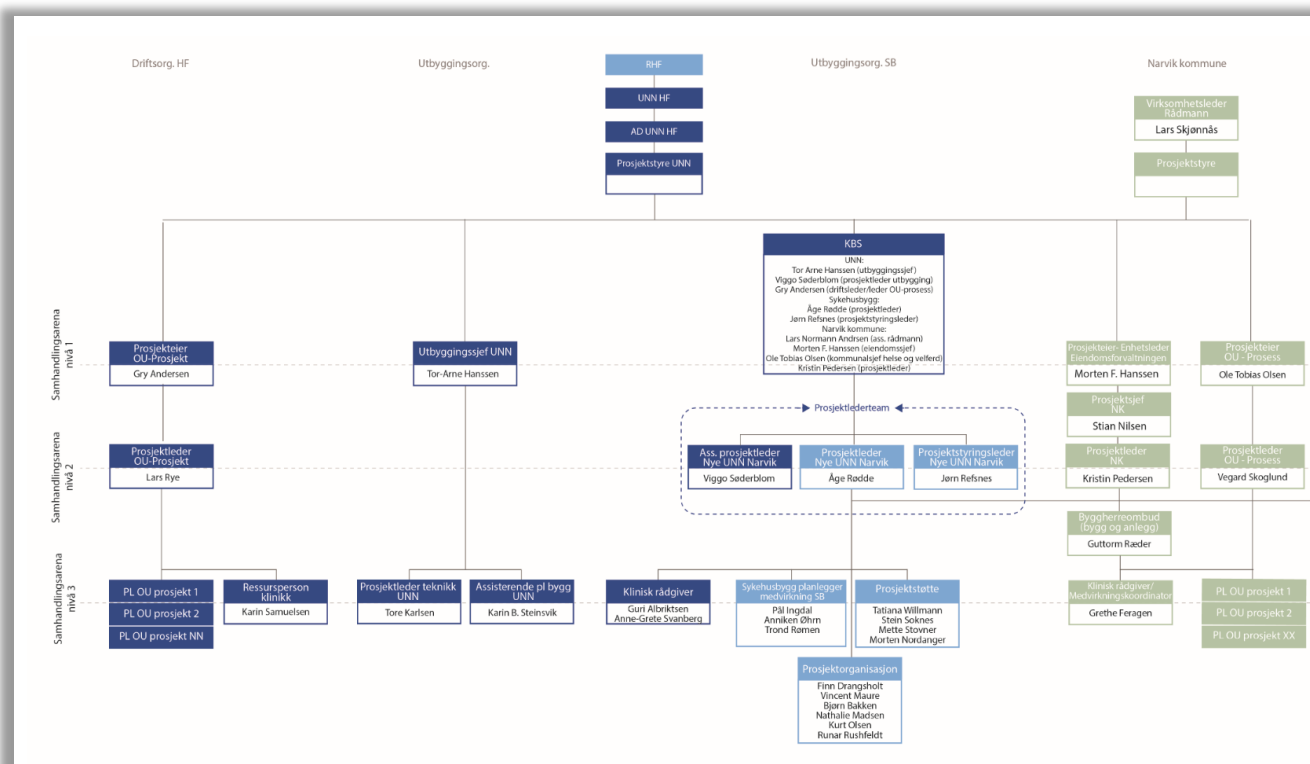 Driftsorg. HF
Utbyggingsorg.
RHF
Utbyggingsorg. SB
Narvik kommune
UNN HF
AD UNN HF
Prosjektstyre UNN
Virksomhetsleder
Rådmann
Lars Skjønnås
Prosjektstyre
KBS
UNN:
Tor Arne Hanssen (utbyggingssjef)
Viggo Søderblom (prosjektleder utbygging)
Gry Andersen (driftsleder/leder OU-prosess)
Sykehusbygg:
Åge Rødde (prosjektleder)
Jørn Refsnes (prosjektstyringsleder)
Narvik kommune:
Lars Normann Andrsen (ass. rådmann)
Morten F. Hanssen (eiendomssjef)
Ole Tobias Olsen (kommunalsjef helse og velferd)
Kristin Pedersen (prosjektleder)
Samhandlingsarena
nivå 1
Prosjekteier
OU-Prosjekt
Gry Andersen
Utbyggingssjef UNN
Tor-Arne Hanssen
Prosjekteier- Enhetsleder
Eiendomsforvaltningen
Morten F. Hanssen
Prosjekteier
OU - Prosess
Ole Tobias Olsen
Prosjektsjef
NK
Stian Nilsen
Prosjektlederteam
Samhandlingsarena
nivå 2
Prosjektleder
OU-Prosjekt
Lars Rye
Ass. prosjektleder
Nye UNN Narvik
Viggo Søderblom
Prosjektleder
Nye UNN Narvik
Åge Rødde
Prosjektstyringsleder
Nye UNN Narvik
Jørn Refsnes
Prosjektleder
NK
Kristin Pedersen
Prosjektleder
OU - Prosess
Vegard Skoglund
Byggherreombud
(bygg og anlegg)
Guttorm Ræder
Samhandlingsarena
nivå 3
PL OU prosjekt 1
PL OU prosjekt 2
PL OU prosjekt NN
Ressursperson
klinikk
Karin Samuelsen
Prosjektleder teknikk
UNN
Tore Karlsen
Assisterende pl bygg
UNN
Karin B. Steinsvik
Klinisk rådgiver
Guri Albriktsen
Anne-Grete Svanberg
Sykehusbygg planlegger
medvirkning SB
Pål Ingdal
Anniken Øhrn
Trond Rømen
Prosjektstøtte
Tatiana Willmann
Stein Soknes
Mette Stovner
Morten Nordanger
Klinisk rådgiver/
Medvirkningskoordinator
Grethe Feragen
PL OU prosjekt 1
PL OU prosjekt 2
PL OU prosjekt XX
Prosjektorganisasjon
Finn Drangsholt
Vincent Maure
Bjørn Bakken
Nathalie Madsen
Kurt Olsen
Runar Rushfeldt